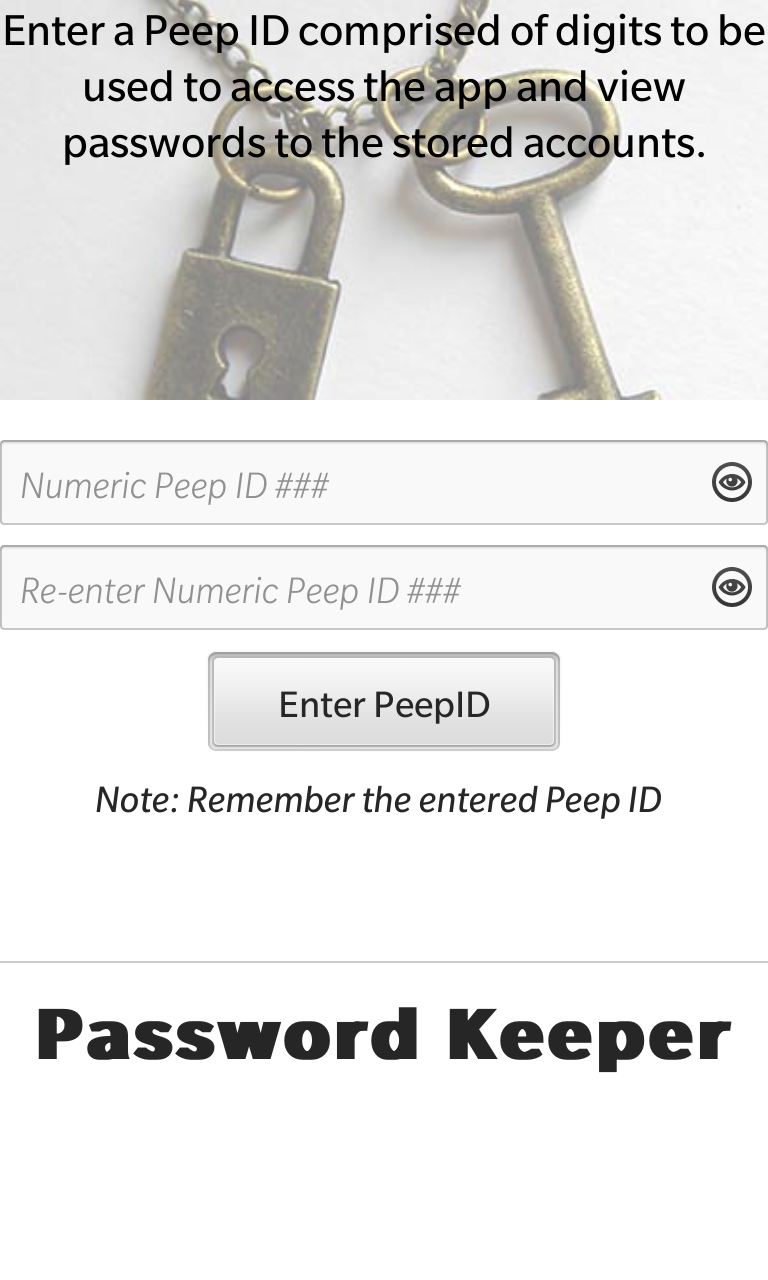 Enter a Peep ID comprised of digits to be
used to access the app and view
passwords to the stored accounts.
Numeric Peep ID ###
Re-enter Numeric Peep ID ###
Enter PeepID
Note: Remember the entered Peep ID
Password Keeper